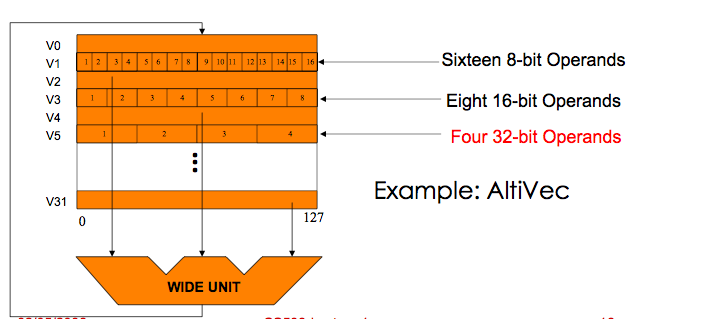 V0
V1 1 2 3 4 5 6 7 8 9 10 11 12 13 14 15 16 Sixteen 8-bit Operands
V2
V3 1 2 3 4 5 6 7 8 Eight 16-bit Operands
V4
V5 1 2 3 4 Four 32-bit Operands
V31
Example: AltiVec
0 127
WIDE UNIT